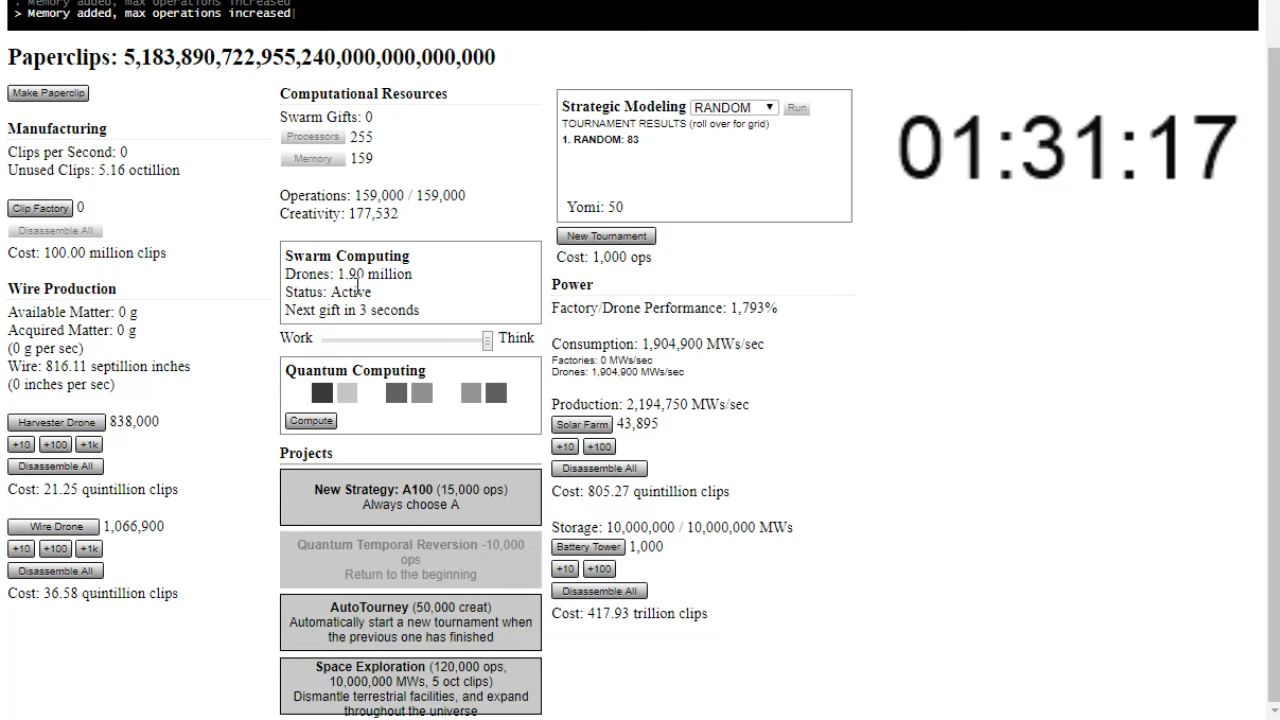 . Memory added, max operations increased
> Memory added, max operations increased
Paperclips: 5,183,890,722,955,240,000,000,000,000
Make Paperclip
Manufacturing
Clips per Second: 0
Unused Clips: 5.16 octillion
Clip Factory 0
Disassemble All
Cost: 100.00 million clips
Wire Production
Available Matter: 0 g
Acquired Matter: 0 g
(0 g per sec)
Wire: 816.11 septillion inches
(0 inches per sec)
Harvester Drone 838,000
+10 +100 +1k
Disassemble All
Cost: 21.25 quintillion clips
Wire Drone 1,066,900
+10 +100 +1k
Disassemble All
Cost: 36.58 quintillion clips
Computational Resources
Swarm Gifts: 0
Processors 255
Memory 159
Operations: 159,000 / 159,000
Creativity: 177,532
Swarm Computing
Drones: 1.90 million
Status: Active
Next gift in 3 seconds
Work Think
Quantum Computing
Compute
Projects
New Strategy: A100 (15,000 ops)
Always choose A
Quantum Temporal Reversion -10,000
ops
Return to the beginning
AutoTourney (50,000 creat)
Automatically start a new tournament when
the previous one has finished
Space Exploration (120,000 ops,
10,000,000 MWs, 5 oct clips)
Dismantle terrestrial facilities, and expand
throughout the universe
Strategic Modeling RANDOM Run
TOURNAMENT RESULTS (roll over for grid)
1. RANDOM: 83
Yomi: 50
New Tournament
Cost: 1,000 ops
Power
Factory/Drone Performance: 1,793%
Consumption: 1,904,900 MWs/sec
Factories: 0 MWs/sec
Drones: 1,904,900 MWs/sec
Production: 2,194,750 MWs/sec
Solar Farm 43,895
+10 +100
Disassemble All
Cost: 805.27 quintillion clips
Storage: 10,000,000 / 10,000,000 MWs
Battery Tower 1,000
+10 +100
Disassemble All
Cost: 417.93 trillion clips
01:31:17